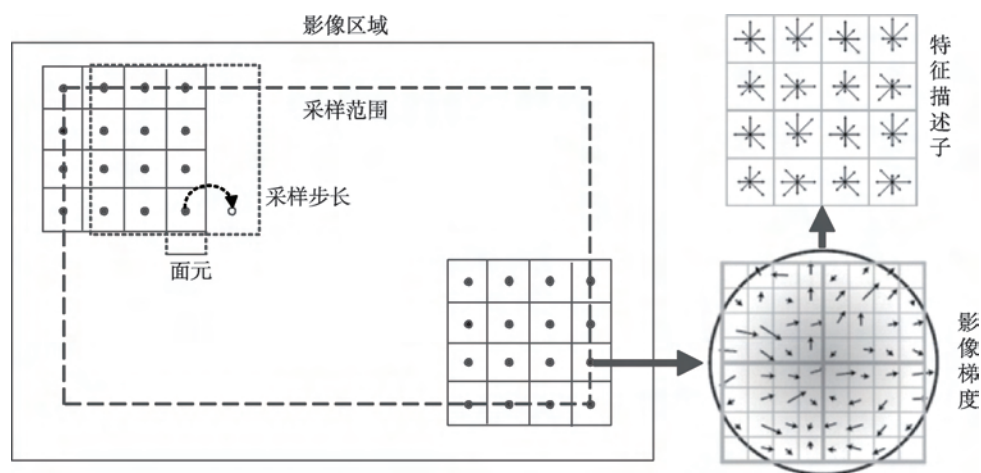 影像区域
采样范围
采样步长
面元
特征描述子
影像梯度